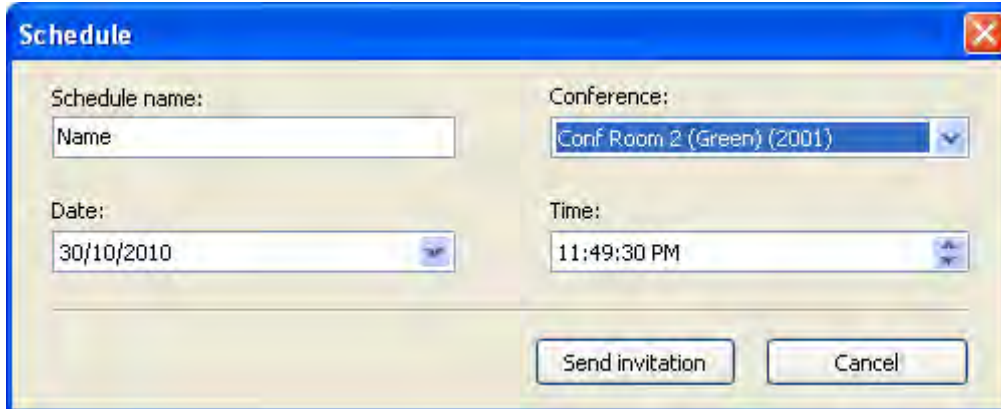 Schedule
Schedule name:
Conference:
Name
Conf Room 2 (Green) (2001)
Date:
Time:
30/10/2010
11:49:30 PM
Send invitation
Cancel